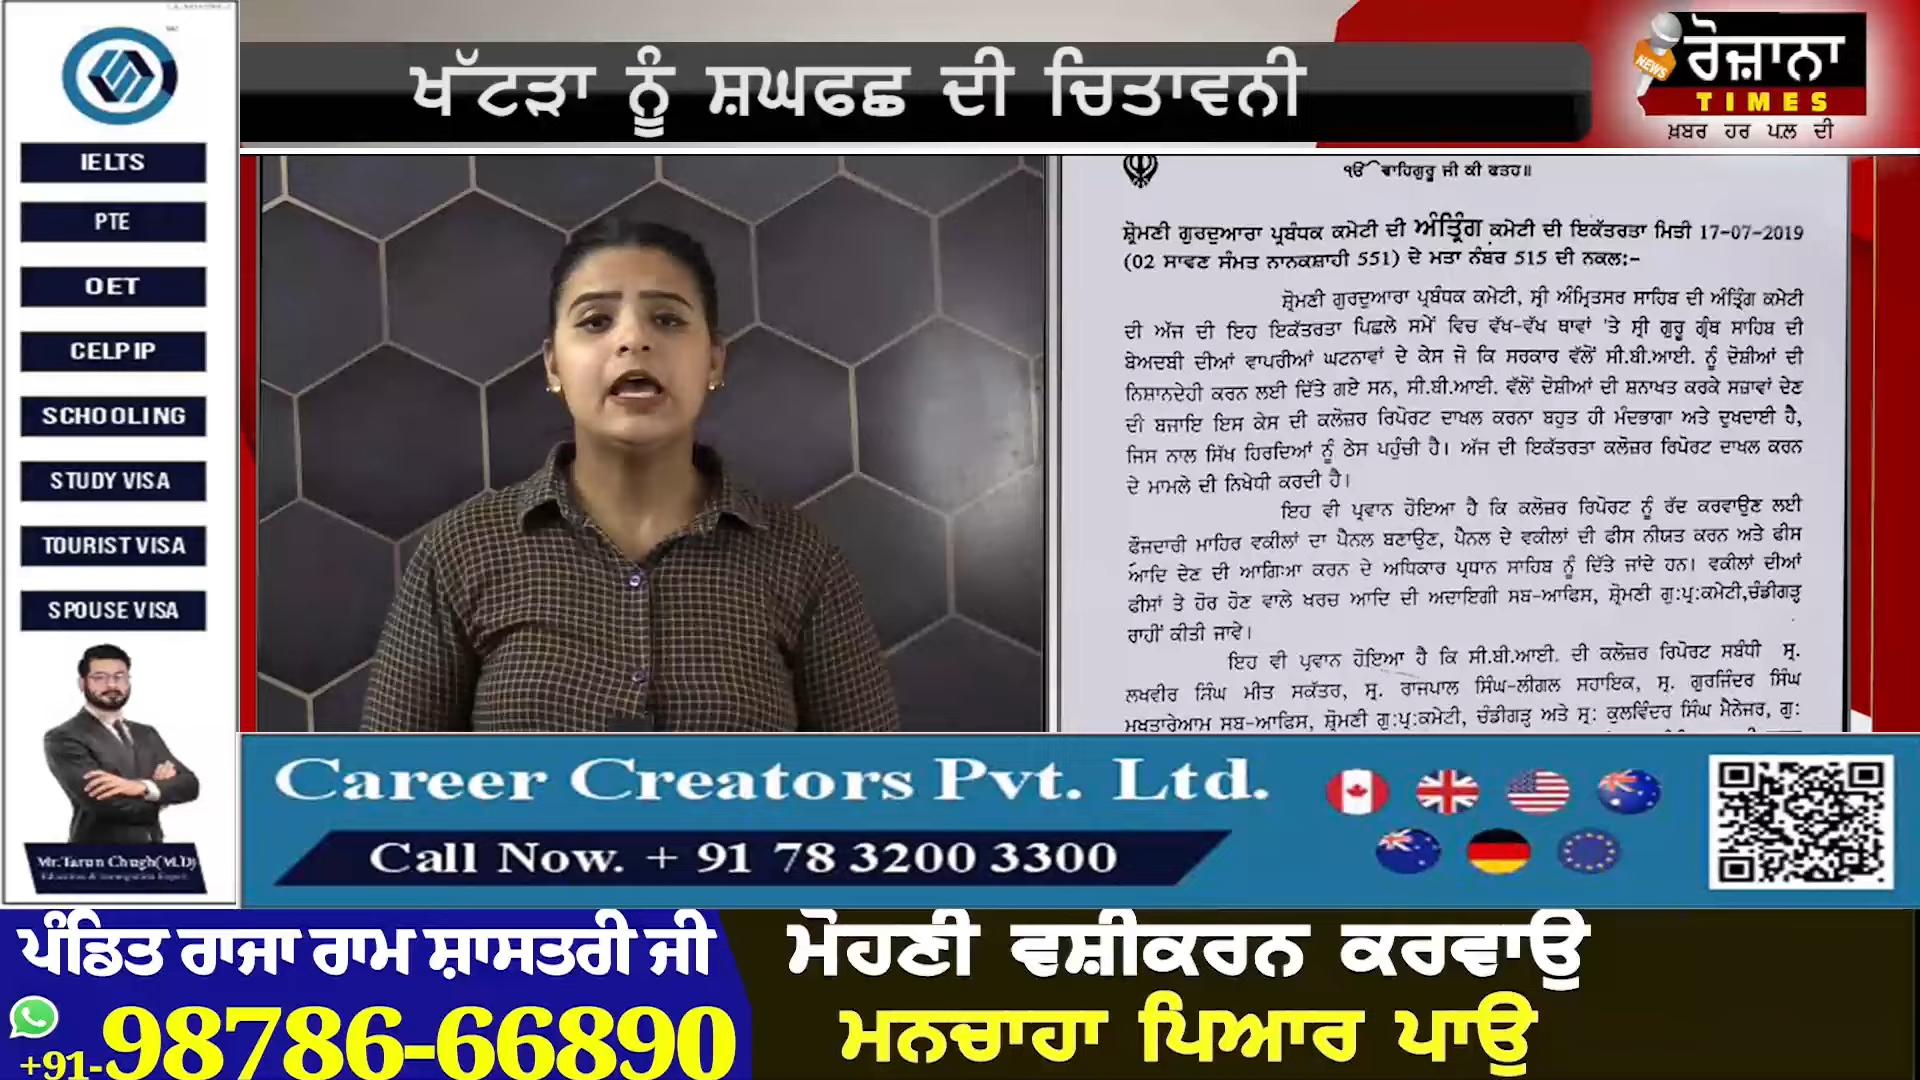 ਖੱਟੜਾ ਨੂੰ ਸ਼ਘਫਛ ਦੀ ਚਿਤਾਵਨੀ
NEWS
ਰੋਜ਼ਾਨਾ
TIMES
ਖ਼ਬਰ ਹਰ ਪਲ ਦੀ
IELTS
PTE
OET
CELPIP
SCHOOLING
STUDY VISA
TOURIST VISA
SPOUSE VISA
Mr. Tarun Chugh(M.D)
ੴ ਵਾਹਿਗੁਰੂ ਜੀ ਕੀ ਫਤਹ॥
ਸ਼੍ਰੋਮਣੀ ਗੁਰਦੁਆਰਾ ਪ੍ਰਬੰਧਕ ਕਮੇਟੀ ਦੀ ਅੰਤ੍ਰਿੰਗ ਕਮੇਟੀ ਦੀ ਇਕੱਤਰਤਾ ਮਿਤੀ 17-07-2019
(02 ਸਾਵਣ ਸੰਮਤ ਨਾਨਕਸ਼ਾਹੀ 551) ਦੇ ਮਤਾ ਨੰਬਰ 515 ਦੀ ਨਕਲ:-
ਸ਼੍ਰੋਮਣੀ ਗੁਰਦੁਆਰਾ ਪ੍ਰਬੰਧਕ ਕਮੇਟੀ, ਸ੍ਰੀ ਅੰਮ੍ਰਿਤਸਰ ਸਾਹਿਬ ਦੀ ਅੰਤ੍ਰਿੰਗ ਕਮੇਟੀ
ਦੀ ਅੱਜ ਦੀ ਇਹ ਇਕੱਤਰਤਾ ਪਿਛਲੇ ਸਮੇਂ ਵਿਚ ਵੱਖ-ਵੱਖ ਥਾਵਾਂ 'ਤੇ ਸ੍ਰੀ ਗੁਰੂ ਗ੍ਰੰਥ ਸਾਹਿਬ ਦੀ
ਬੇਅਦਬੀ ਦੀਆਂ ਵਾਪਰੀਆਂ ਘਟਨਾਵਾਂ ਦੇ ਕੇਸ ਜੋ ਕਿ ਸਰਕਾਰ ਵੱਲੋਂ ਸੀ.ਬੀ.ਆਈ. ਨੂੰ ਦੋਸ਼ੀਆਂ ਦੀ
ਨਿਸ਼ਾਨਦੇਹੀ ਕਰਨ ਲਈ ਦਿੱਤੇ ਗਏ ਸਨ, ਸੀ.ਬੀ.ਆਈ. ਵੱਲੋਂ ਦੋਸ਼ੀਆਂ ਦੀ ਸ਼ਨਾਖਤ ਕਰਕੇ ਸਜ਼ਾਵਾਂ ਦੇਣ
ਦੀ ਬਜਾਇ ਇਸ ਕੇਸ ਦੀ ਕਲੋਜ਼ਰ ਰਿਪੋਰਟ ਦਾਖਲ ਕਰਨਾ ਬਹੁਤ ਹੀ ਮੰਦਭਾਗਾ ਅਤੇ ਦੁਖਦਾਈ ਹੈ,
ਜਿਸ ਨਾਲ ਸਿੱਖ ਹਿਰਦਿਆਂ ਨੂੰ ਠੇਸ ਪਹੁੰਚੀ ਹੈ। ਅੱਜ ਦੀ ਇਕੱਤਰਤਾ ਕਲੋਜ਼ਰ ਰਿਪੋਰਟ ਦਾਖਲ ਕਰਨ
ਦੇ ਮਾਮਲੇ ਦੀ ਨਿਖੇਧੀ ਕਰਦੀ ਹੈ।
ਇਹ ਵੀ ਪ੍ਰਵਾਨ ਹੋਇਆ ਹੈ ਕਿ ਕਲੋਜ਼ਰ ਰਿਪੋਰਟ ਨੂੰ ਰੱਦ ਕਰਵਾਉਣ ਲਈ
ਫੌਜਦਾਰੀ ਮਾਹਿਰ ਵਕੀਲਾਂ ਦਾ ਪੈਨਲ ਬਣਾਉਣ, ਪੈਨਲ ਦੇ ਵਕੀਲਾਂ ਦੀ ਫੀਸ ਨੀਯਤ ਕਰਨ ਅਤੇ ਫੀਸ
ਆਦਿ ਦੇਣ ਦੀ ਆਗਿਆ ਕਰਨ ਦੇ ਅਧਿਕਾਰ ਪ੍ਰਧਾਨ ਸਾਹਿਬ ਨੂੰ ਦਿੱਤੇ ਜਾਂਦੇ ਹਨ। ਵਕੀਲਾਂ ਦੀਆਂ
ਫੀਸਾਂ ਤੇ ਹੋਰ ਹੋਣ ਵਾਲੇ ਖਰਚ ਆਦਿ ਦੀ ਅਦਾਇਗੀ ਸਬ-ਆਫਿਸ, ਸ਼੍ਰੋਮਣੀ ਗੁ:ਪ੍ਰ:ਕਮੇਟੀ,ਚੰਡੀਗੜ੍ਹ
ਰਾਹੀਂ ਕੀਤੀ ਜਾਵੇ।
ਇਹ ਵੀ ਪ੍ਰਵਾਨ ਹੋਇਆ ਹੈ ਕਿ ਸੀ.ਬੀ.ਆਈ. ਦੀ ਕਲੋਜ਼ਰ ਰਿਪੋਰਟ ਸਬੰਧੀ ਸ੍ਰ.
ਲਖਵੀਰ ਸਿੰਘ ਮੀਤ ਸਕੱਤਰ, ਸ੍ਰ. ਰਾਜਪਾਲ ਸਿੰਘ-ਲੀਗਲ ਸਹਾਇਕ, ਸ੍ਰ. ਗੁਰਜਿੰਦਰ ਸਿੰਘ
ਮੁਖਤਾਰੇਆਮ ਸਬ-ਆਫਿਸ, ਸ਼੍ਰੋਮਣੀ ਗੁ:ਪ੍ਰ:ਕਮੇਟੀ, ਚੰਡੀਗੜ੍ਹ ਅਤੇ ਸ੍ਰ: ਕੁਲਵਿੰਦਰ ਸਿੰਘ ਮੈਨੇਜਰ, ਗੁ:
Career Creators Pvt. Ltd.
Call Now. + 91 78 3200 3300
ਪੰਡਿਤ ਰਾਜਾ ਰਾਮ ਸ਼ਾਸਤਰੀ ਜੀ
+91-98786-66890
ਮੋਹਣੀ ਵਸ਼ੀਕਰਨ ਕਰਵਾਉ
ਮਨਚਾਹਾ ਪਿਆਰ ਪਾਉ